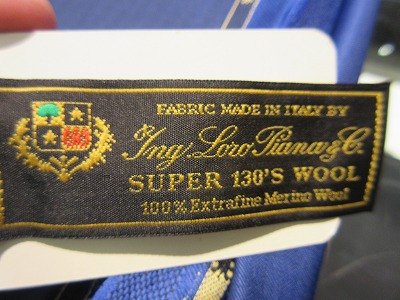 FABRIC MADE IN ITALY BY
Ing. Loro Piana & C.
SUPER 130'S WOOL
100% Extrafine Merino Wool